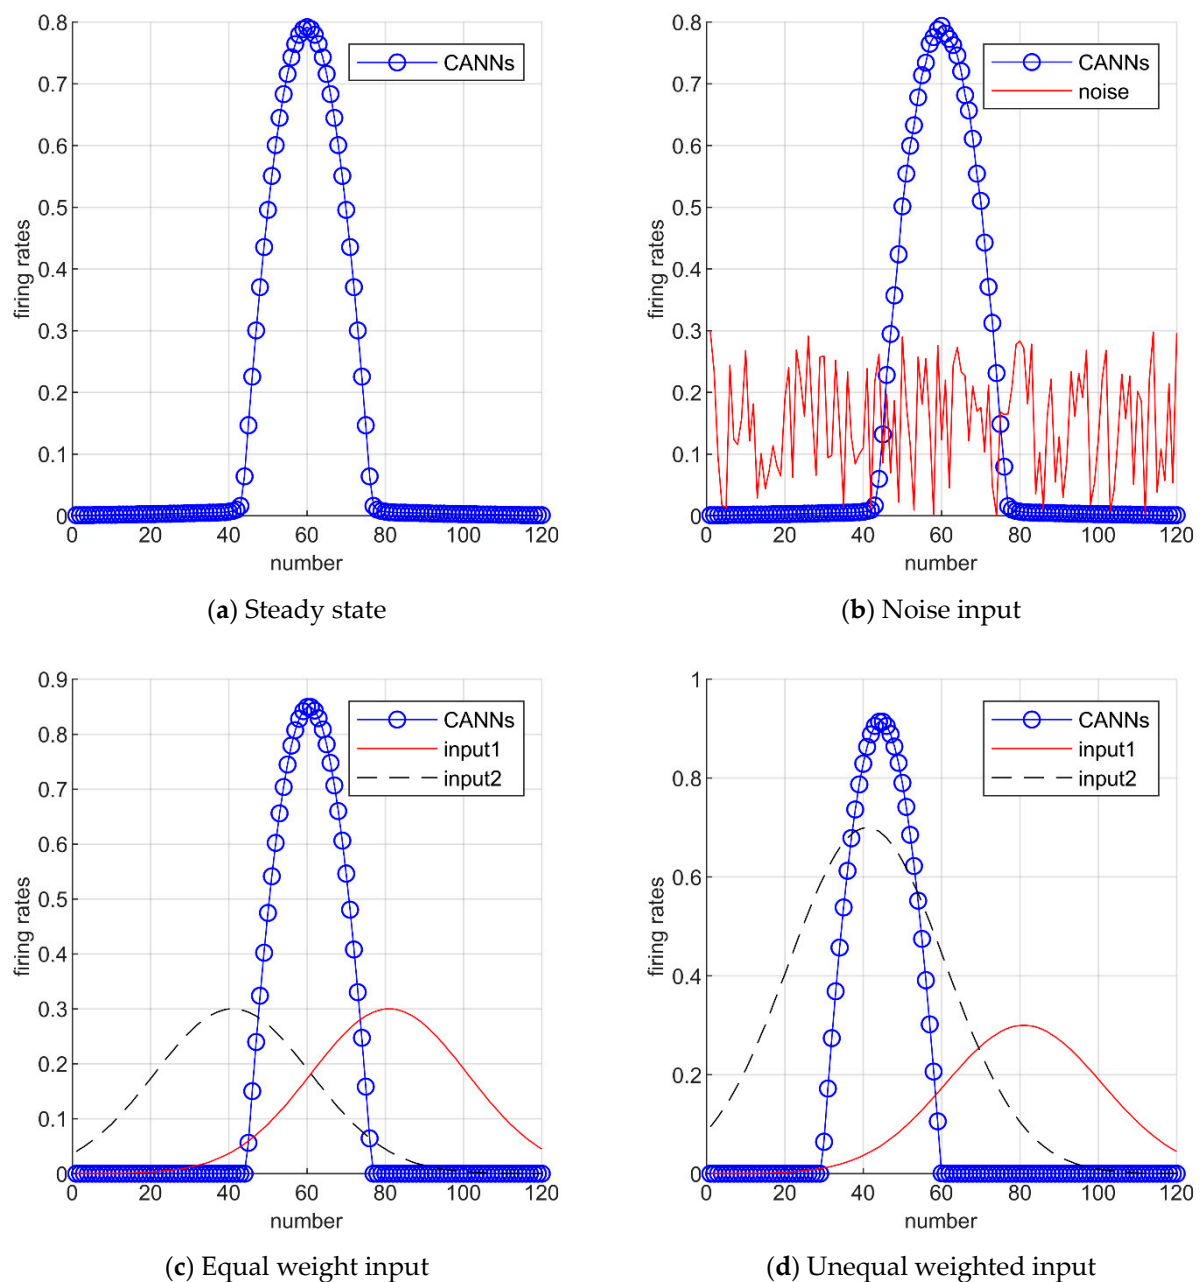 0.8
0.7
0.6
0.5
0.4
0.3
0.2
0.1
0
firing rates
CANNs
0 20 40 60 80 100 120
number
(a) Steady state
0.8
0.7
0.6
0.5
0.4
0.3
0.2
0.1
0
firing rates
CANNs
noise
0 20 40 60 80 100 120
number
(b) Noise input
0.9
0.8
0.7
0.6
0.5
0.4
0.3
0.2
0.1
0
firing rates
CANNs
input1
input2
0 20 40 60 80 100 120
number
(c) Equal weight input
1
0.8
0.6
0.4
0.2
0
firing rates
CANNs
input1
input2
0 20 40 60 80 100 120
number
(d) Unequal weighted input